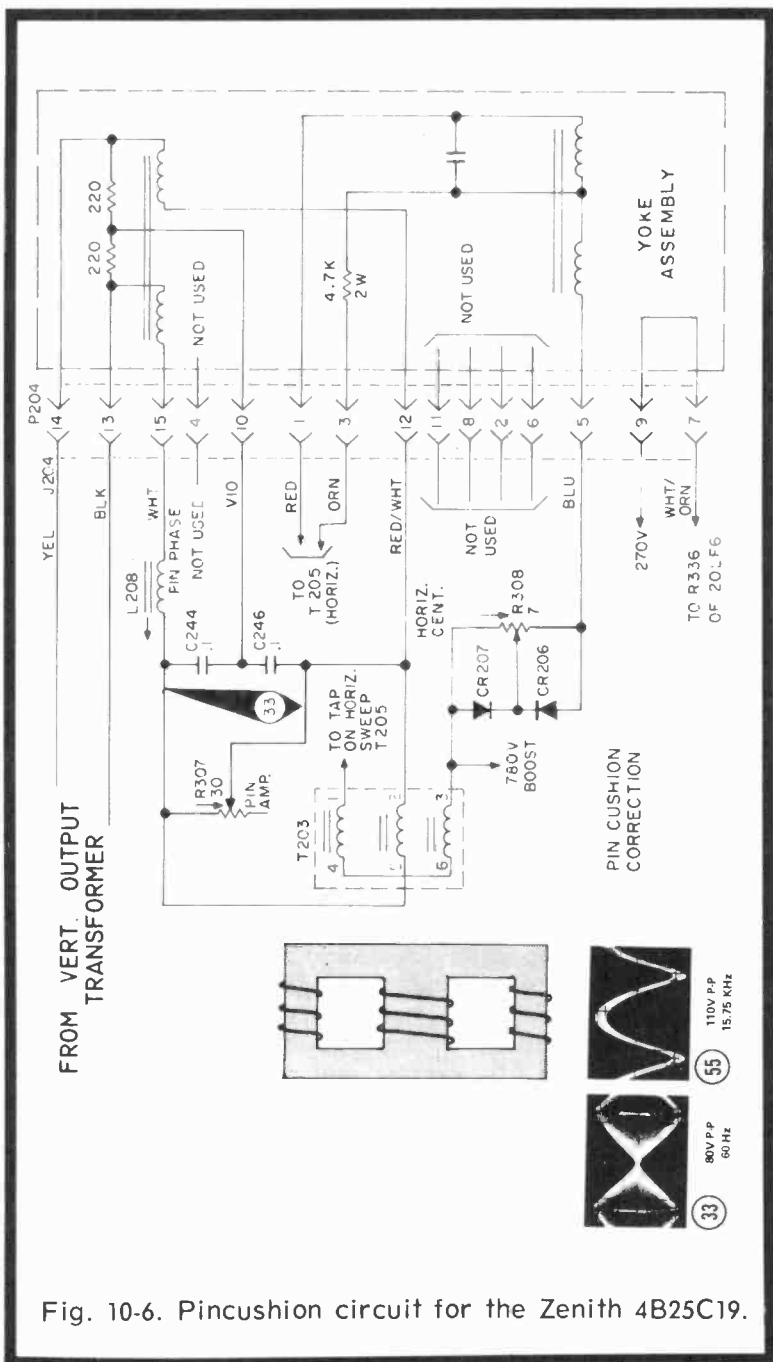 FROM VERT. OUTPUT
TRANSFORMER
YEL
J204
P204
14
BLK
13
L208
WHT
15
PIN PHASE
NOT USED
4
NOT USED
VIO
10
220
220
C244
.1
C246
.1
33
R307
30
PIN
AMP.
RED
1
ORN
3
TO
T205
(HORIZ.)
4.7K
2W
RED/WHT
12
TO TAP
ON HORIZ.
SWEEP
T205
T203
4
1
2
6
3
HORIZ.
CENT.
11
8
2
6
NOT
USED
NOT USED
BLU
5
R308
7
CR207
CR206
780V
BOOST
270V
9
WHT/
ORN
7
TO R336
OF 20LF6
YOKE
ASSEMBLY
PIN CUSHION
CORRECTION
33
80V P-P
60 Hz
55
110V P-P
15.75 KHz
Fig. 10-6. Pincushion circuit for the Zenith 4B25C19.